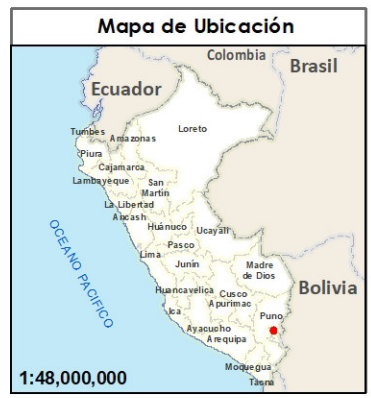 Mapa de Ubicación
Colombia
Brasil
Ecuador
Loreto
Tumbes
Amazonas
Piura
Cajamarca
Lambayeque
San
Martin
La Libertad
Ancash
Huànuco
Ucayali
Pasco
Lima
Junín
Madre
de Dios
OCEANO PACIFICO
Huancavelica
Cusco
Apurimac
Bolivia
Ica
Puno
Ayacucho
Arequipa
Moquegua
Tacna
1:48,000,000